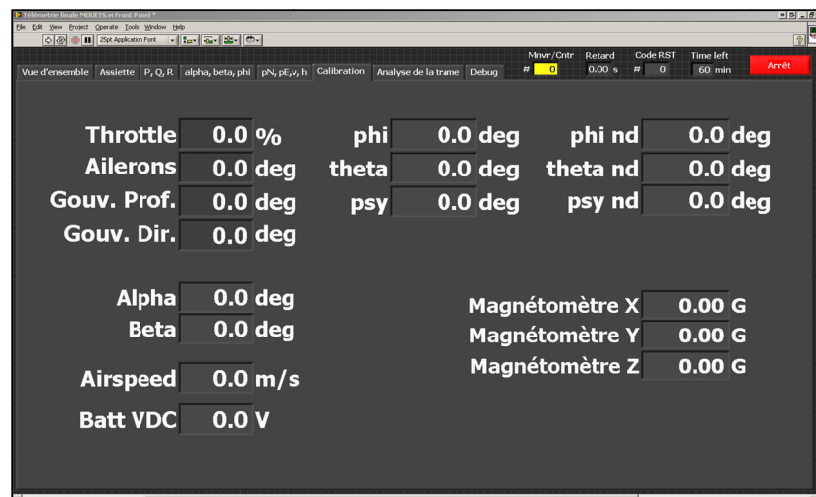 Télémetrie finale MOUETS.vi Front Panel *
File Edit View Project Operate Tools Window Help
25pt Application Font
Mnvr/Cntr Retard Code RST Time left
# 0 0.00 s # 0 60 min Arrêt
Vue d'ensemble Assiette P, Q, R alpha, beta, phi pN, pE,v, h Calibration Analyse de la trame Debug
Throttle 0.0 % phi 0.0 deg phi nd 0.0 deg
Ailerons 0.0 deg theta 0.0 deg theta nd 0.0 deg
Gouv. Prof. 0.0 deg psy 0.0 deg psy nd 0.0 deg
Gouv. Dir. 0.0 deg
Alpha 0.0 deg Magnétomètre X 0.00 G
Beta 0.0 deg Magnétomètre Y 0.00 G
Airspeed 0.0 m/s Magnétomètre Z 0.00 G
Batt VDC 0.0 V